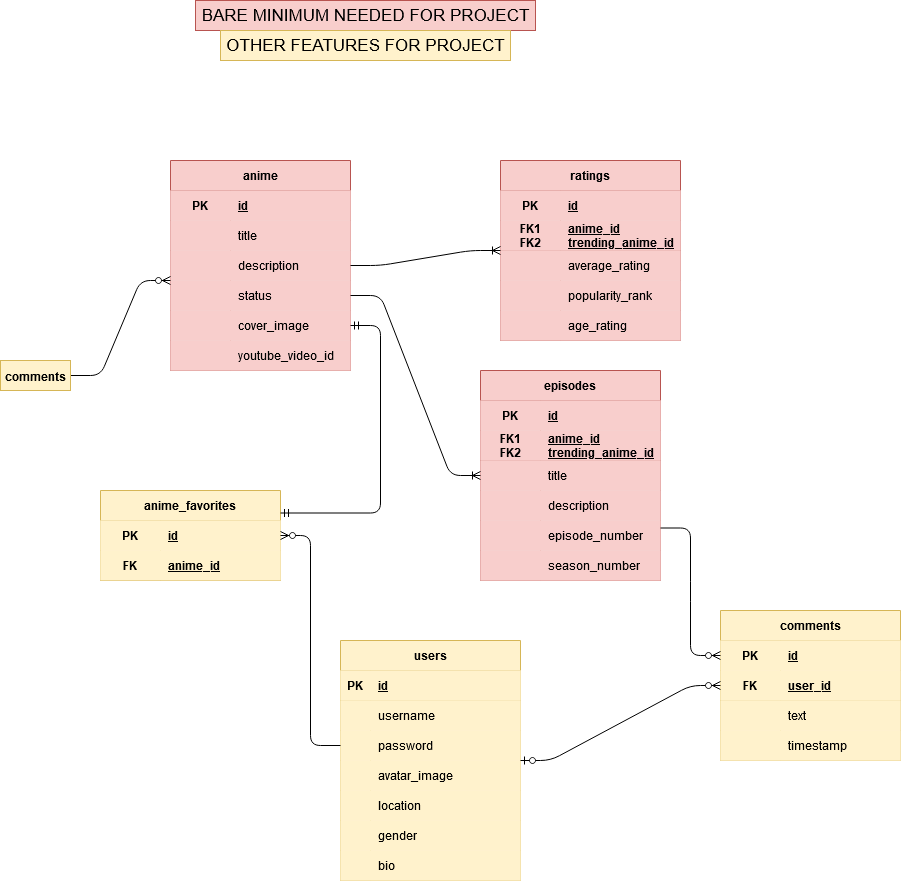 BARE MINIMUM NEEDED FOR PROJECT
OTHER FEATURES FOR PROJECT
anime
PK id
title
description
status
cover_image
youtube_video_id
ratings
PK id
FK1 anime_id
FK2 trending_anime_id
average_rating
popularity_rank
age_rating
comments
episodes
PK id
FK1 anime_id
FK2 trending_anime_id
title
description
episode_number
season_number
anime_favorites
PK id
FK anime_id
users
PK id
username
password
avatar_image
location
gender
bio
comments
PK id
FK user_id
text
timestamp